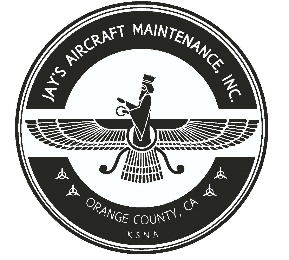 JAY'S AIRCRAFT MAINTENANCE, INC.
ORANGE COUNTY, CA
KSNA